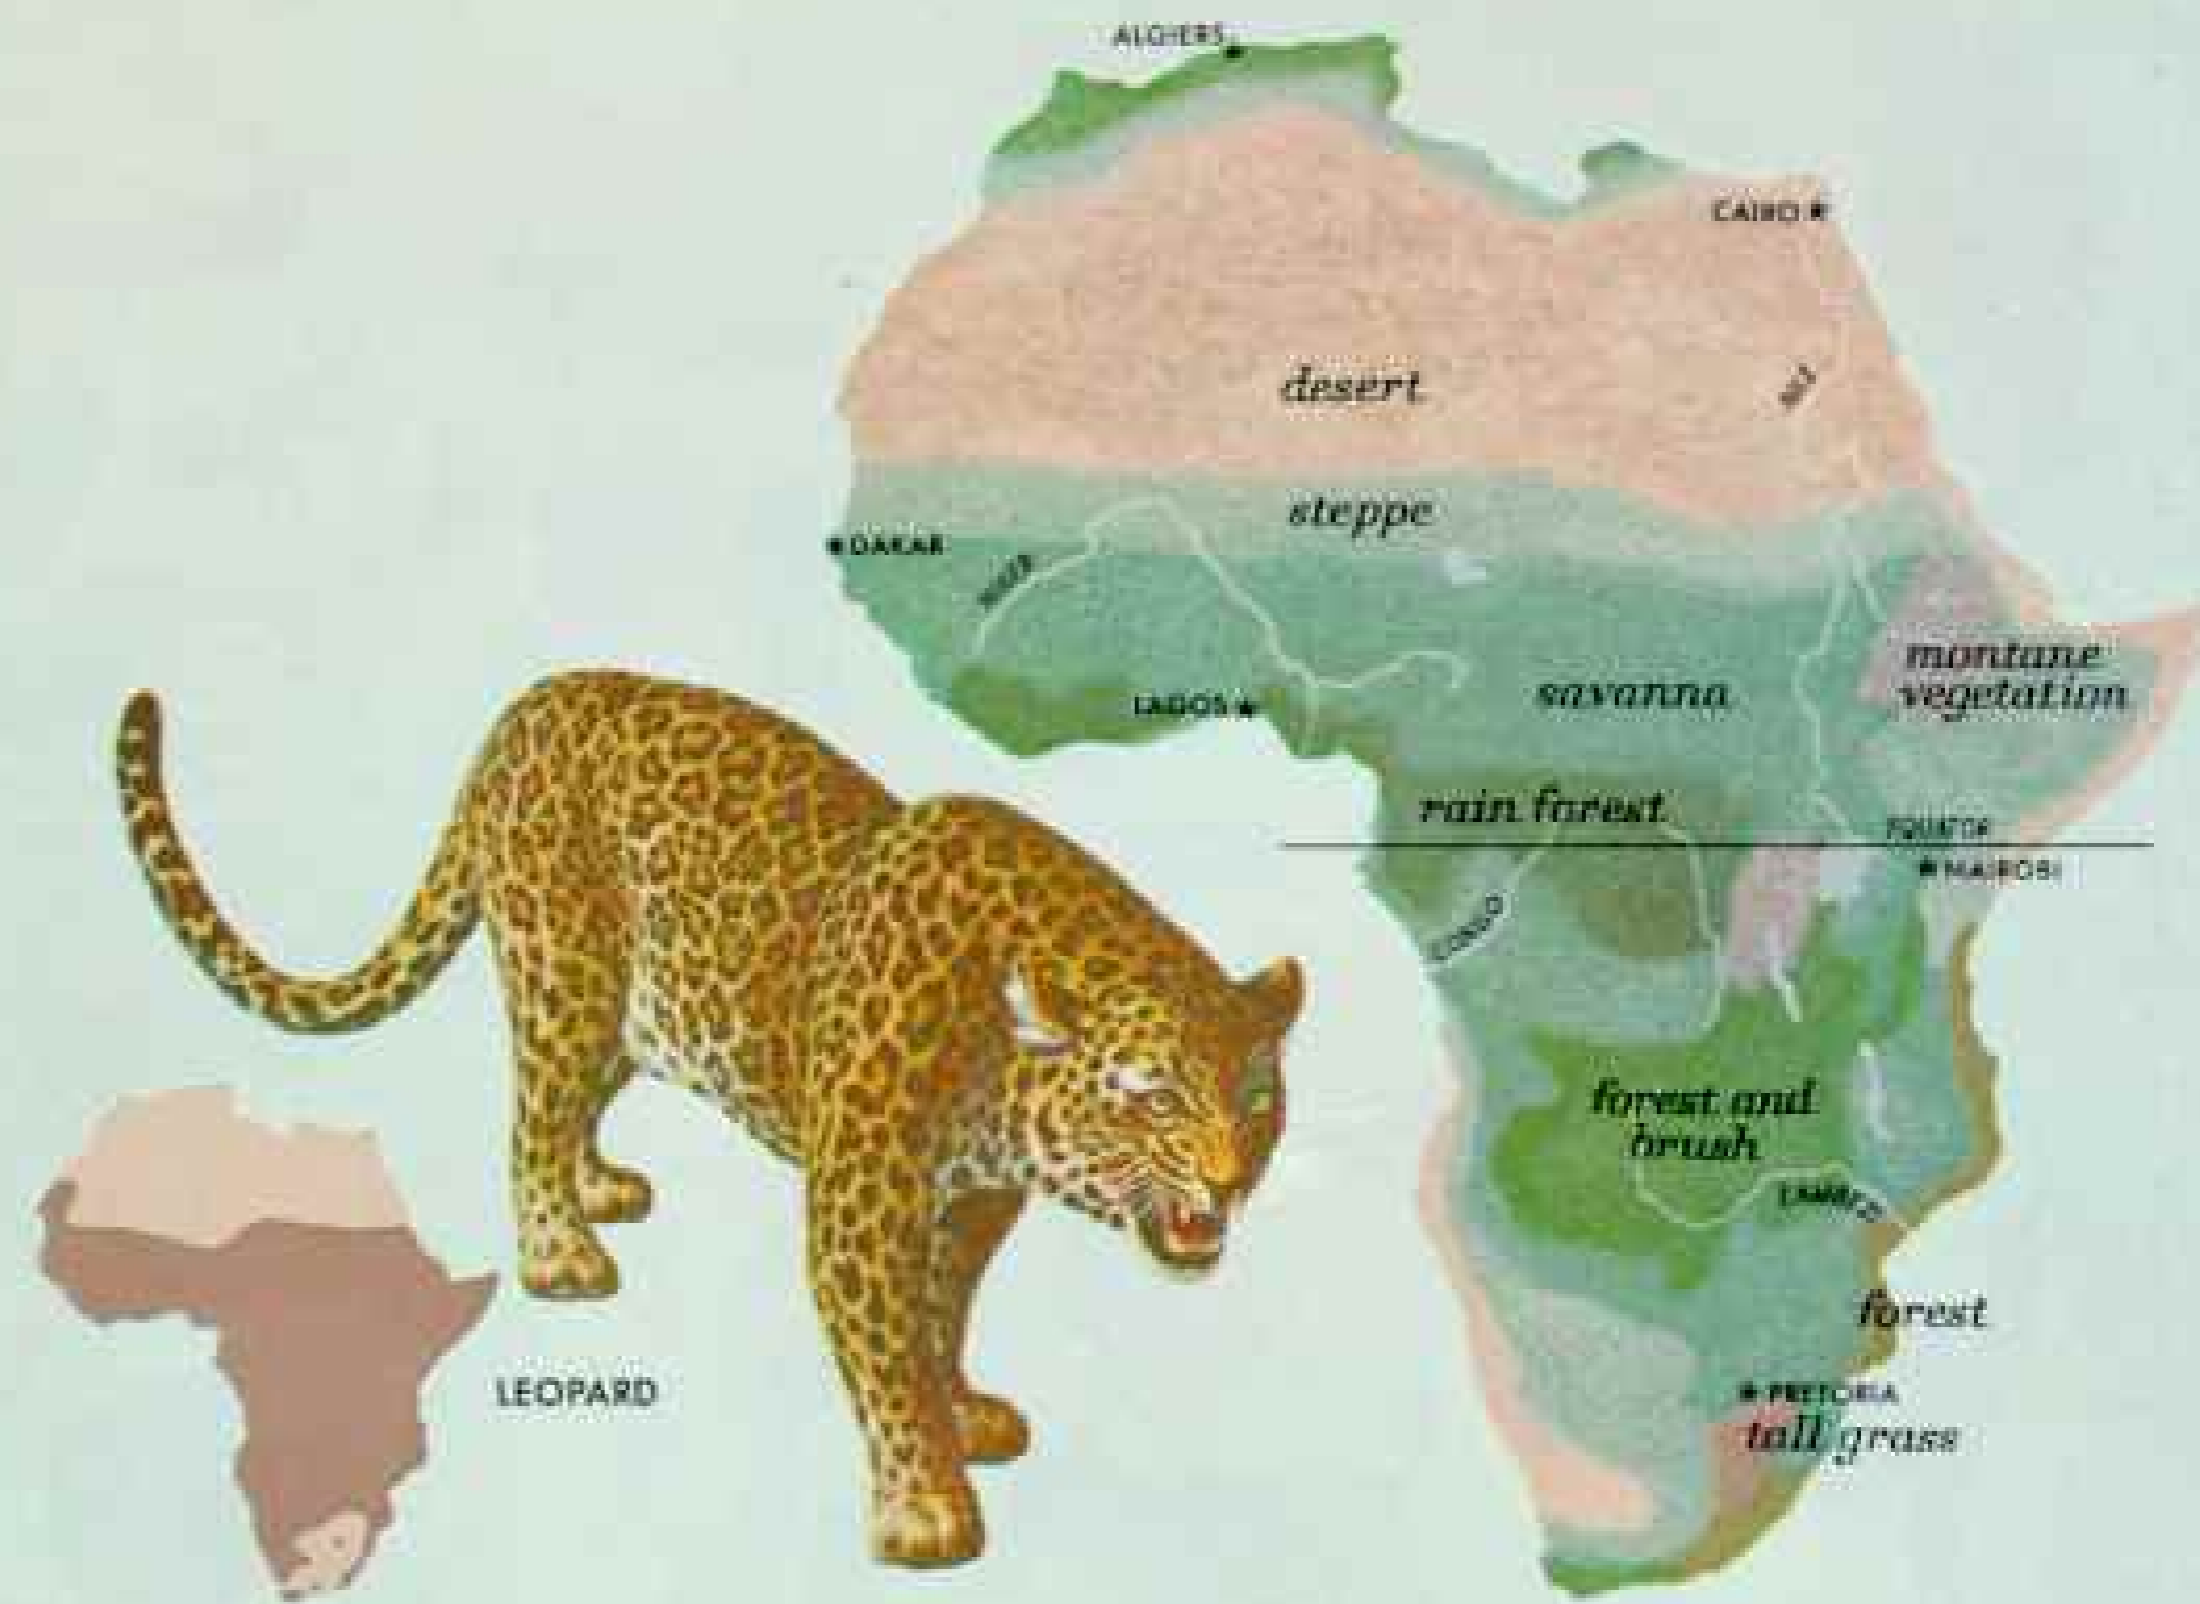 ALGIERS
CAIRO
desert
NILE
steppe
DAKAR
NIGER
montane
vegetation
savanna
LAGOS
rain forest
EQUATOR
NAIROBI
CONGO
forest and
brush
ZAMBEZI
forest
LEOPARD
PRETORIA
tall grass